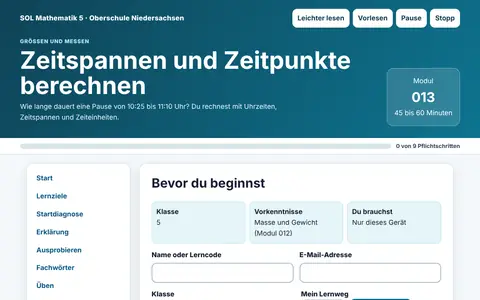 SOL Mathematik 5 · Oberschule Niedersachsen
Leichter lesen
Vorlesen
Pause
Stopp
GRÖSSEN UND MESSEN
Zeitspannen und Zeitpunkte
berechnen
Wie lange dauert eine Pause von 10:25 bis 11:10 Uhr? Du rechnest mit Uhrzeiten,
Zeitspannen und Zeiteinheiten.
Modul
013
45 bis 60 Minuten
0 von 9 Pflichtschritten
Start
Lernziele
Startdiagnose
Erklärung
Ausprobieren
Fachwörter
Üben
Bevor du beginnst
Klasse
5
Vorkenntnisse
Masse und Gewicht
(Modul 012)
Du brauchst
Nur dieses Gerät
Name oder Lerncode
E-Mail-Adresse
Klasse
Mein Lernweg